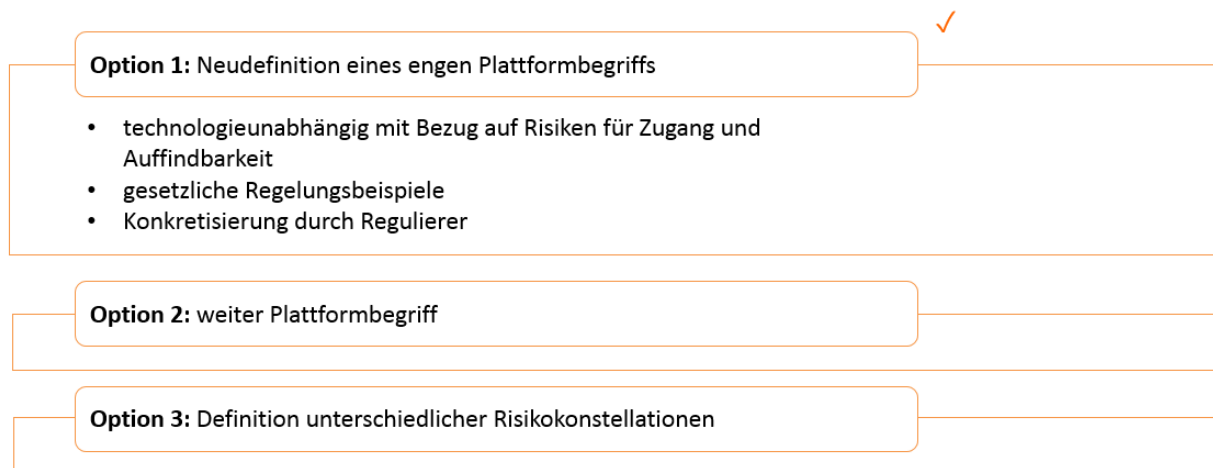 ✓
Option 1: Neudefinition eines engen Plattformbegriffs
• technologieunabhängig mit Bezug auf Risiken für Zugang und
Auffindbarkeit
• gesetzliche Regelungsbeispiele
• Konkretisierung durch Regulierer
Option 2: weiter Plattformbegriff
Option 3: Definition unterschiedlicher Risikokonstellationen